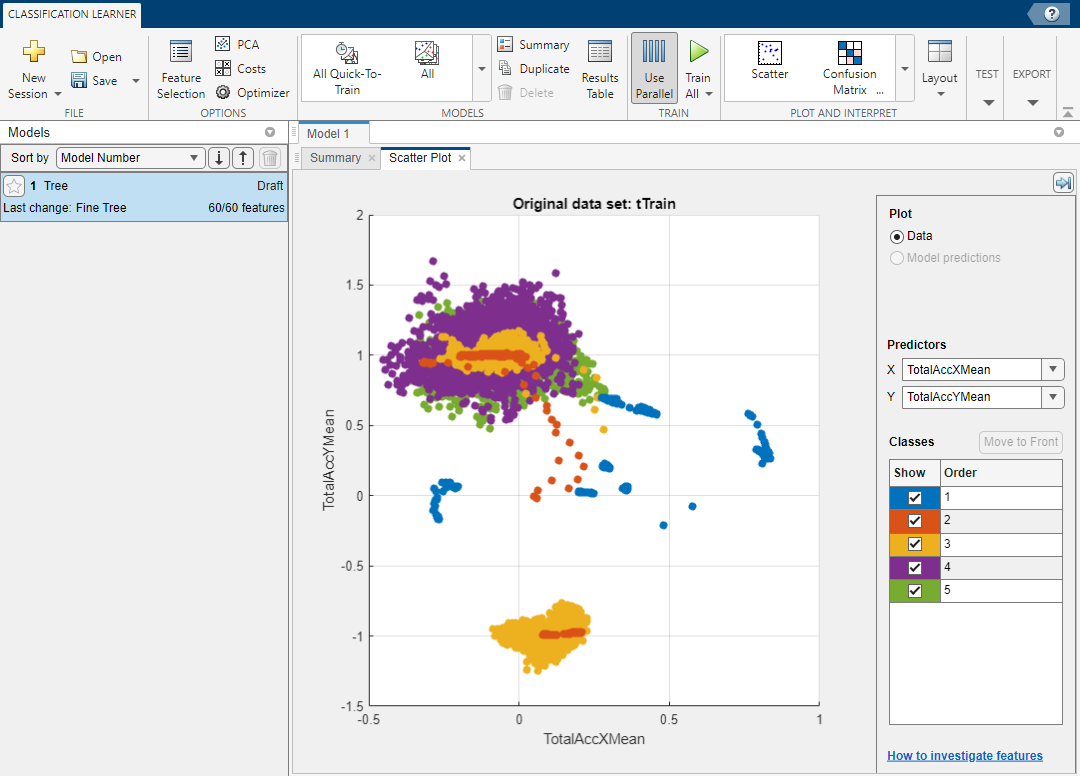 CLASSIFICATION LEARNER
?
New
Session
Open
Save
FILE
Feature
Selection
PCA
Costs
Optimizer
OPTIONS
All Quick-To-
Train
All
Summary
Duplicate
Delete
Results
Table
MODELS
Use
Parallel
Train
All
TRAIN
Scatter
Confusion
Matrix ...
Layout
PLOT AND INTERPRET
TEST
EXPORT
Models
Sort by Model Number
1 Tree Draft
Last change: Fine Tree 60/60 features
Model 1
Summary
Scatter Plot
Original data set: tTrain
2
1.5
1
0.5
0
-0.5
-1
-1.5
TotalAccYMean
-0.5 0 0.5 1
TotalAccXMean
Plot
Data
Model predictions
Predictors
X TotalAccXMean
Y TotalAccYMean
Classes Move to Front
Show Order
1
2
3
4
5
How to investigate features